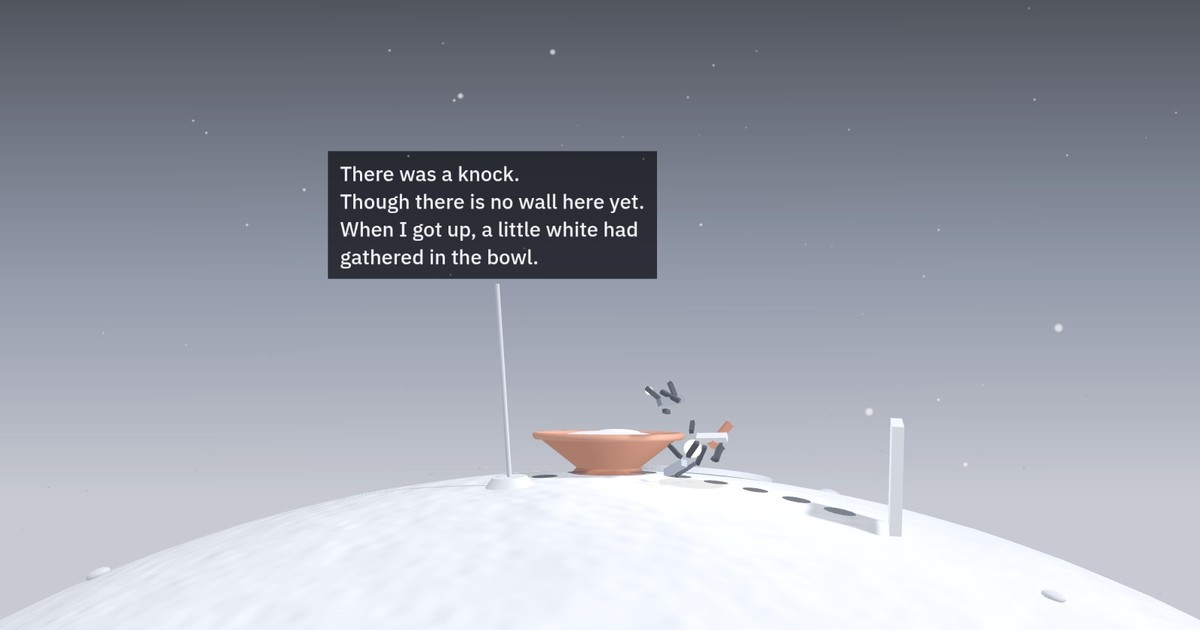 There was a knock.
Though there is no wall here yet.
When I got up, a little white had
gathered in the bowl.